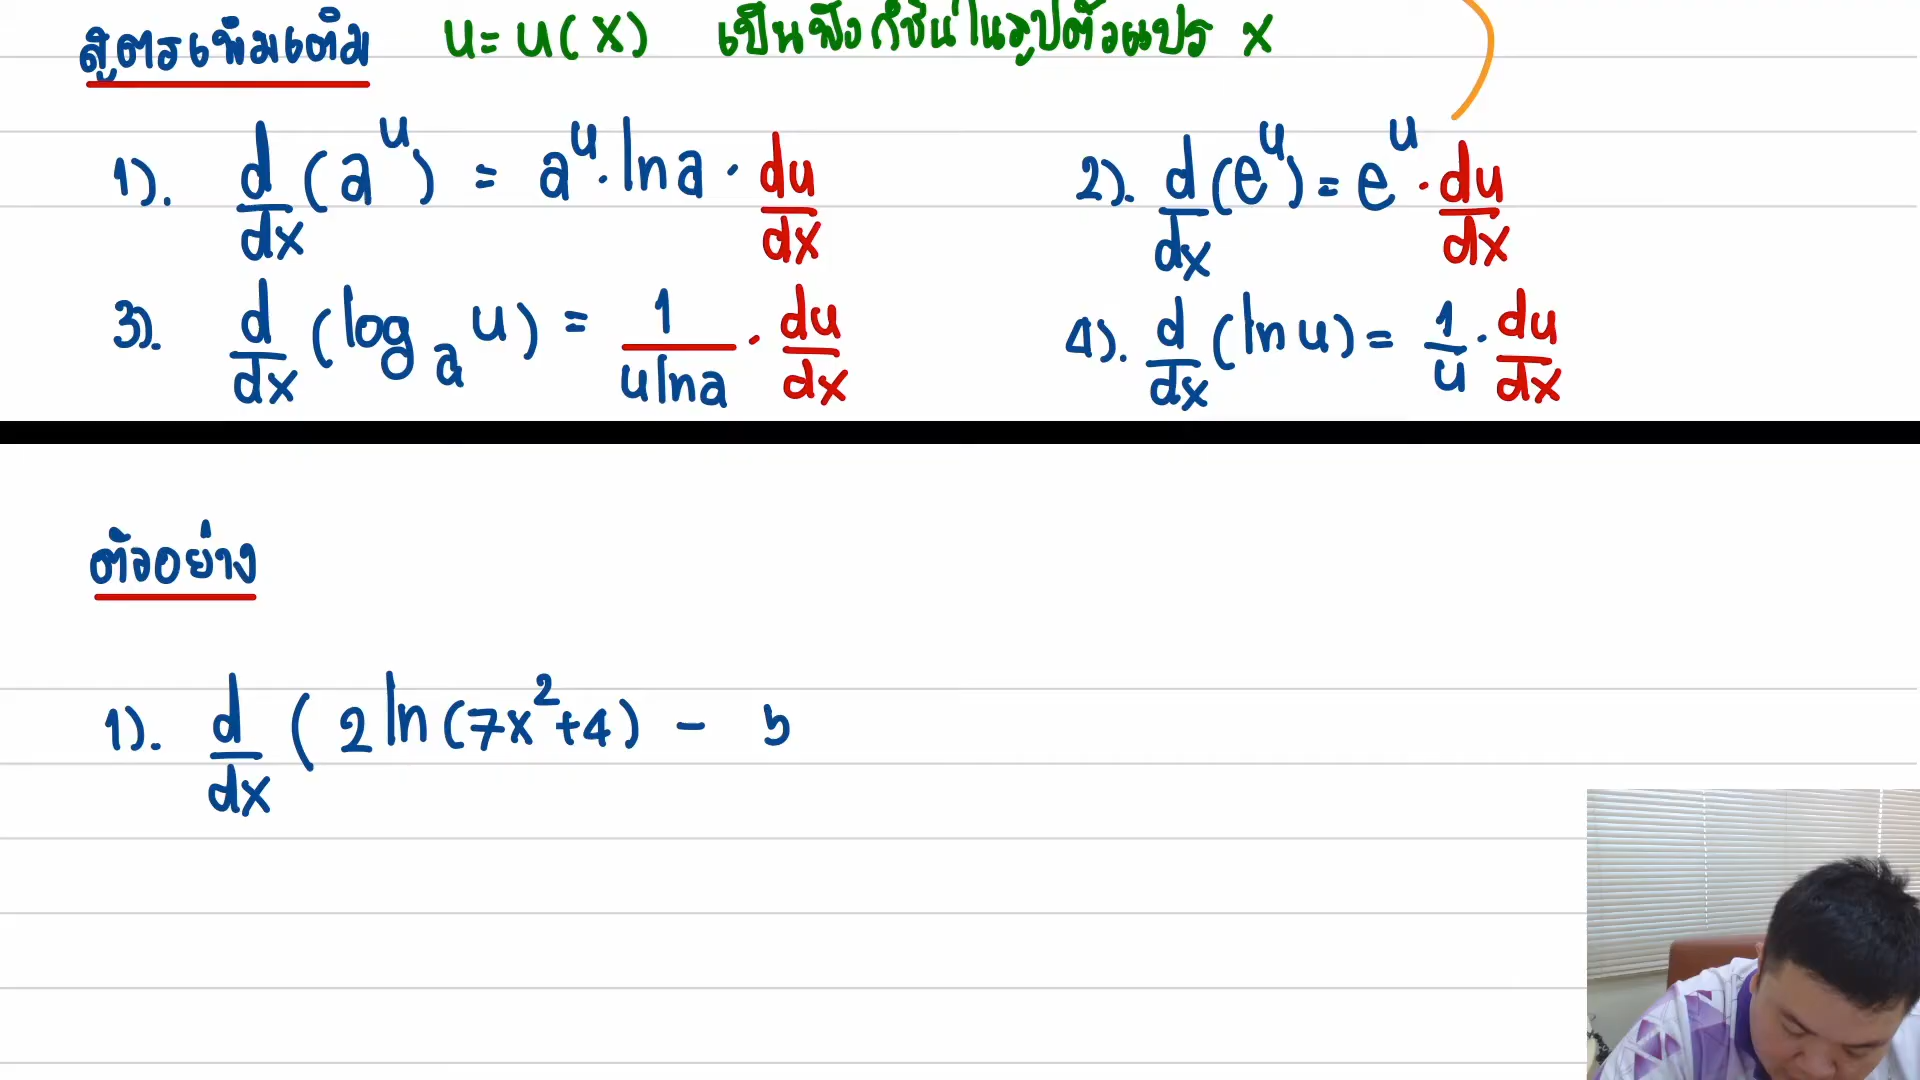 สูตรเพิ่มเติม u = u(x) เป็นฟังก์ชันในรูปตัวแปร x
1). d/dx (a^u) = a^u · ln a · du/dx
2). d/dx (e^u) = e^u · du/dx
3). d/dx (log_a u) = 1/(u ln a) · du/dx
4). d/dx (ln u) = 1/u · du/dx
ตัวอย่าง
1). d/dx ( 2 ln (7x^2+4) - 5